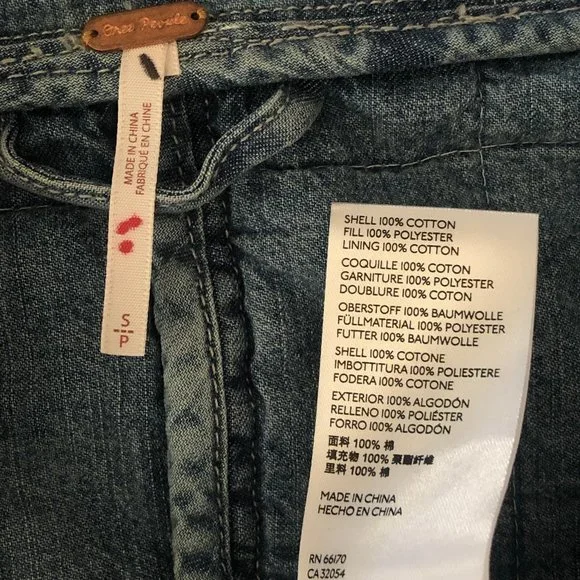 Free People
MADE IN CHINA
FABRIQUÉ EN CHINE
S
P
SHELL 100% COTTON
FILL 100% POLYESTER
LINING 100% COTTON
COQUILLE 100% COTON
GARNITURE 100% POLYESTER
DOUBLURE 100% COTON
OBERSTOFF 100% BAUMWOLLE
FÜLLMATERIAL 100% POLYESTER
FUTTER 100% BAUMWOLLE
SHELL 100% COTONE
IMBOTTITURA 100% POLIESTERE
FODERA 100% COTONE
EXTERIOR 100% ALGODÓN
RELLENO 100% POLIÉSTER
FORRO 100% ALGODÓN
面料 100% 棉
填充物 100% 聚酯纤维
里料 100% 棉
MADE IN CHINA
HECHO EN CHINA
RN 66170
CA 32054